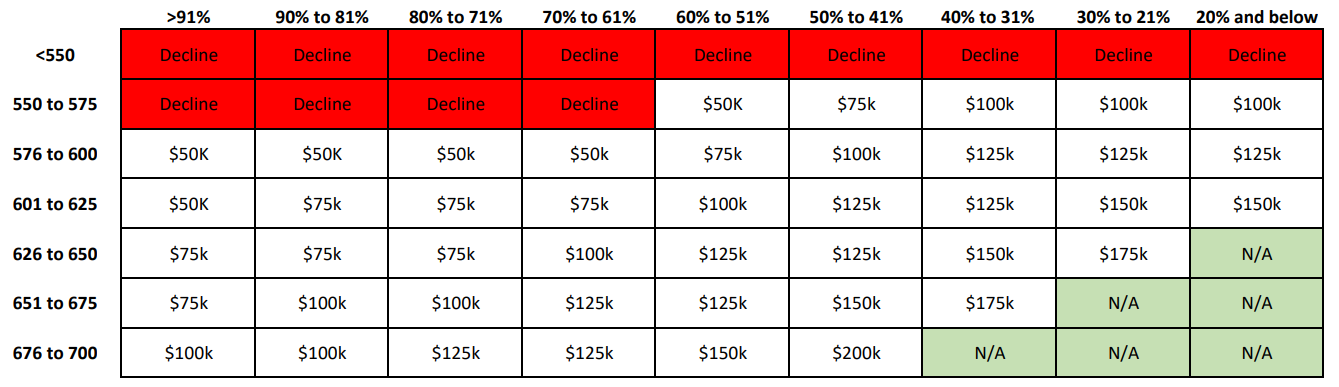 >91% 90% to 81% 80% to 71% 70% to 61% 60% to 51% 50% to 41% 40% to 31% 30% to 21% 20% and below
<550 Decline Decline Decline Decline Decline Decline Decline Decline Decline
550 to 575 Decline Decline Decline Decline $50K $75k $100k $100k $100k
576 to 600 $50K $50K $50k $50k $75k $100k $125k $125k $125k
601 to 625 $50K $75k $75k $75k $100k $125k $125k $150k $150k
626 to 650 $75k $75k $75k $100k $125k $125k $150k $175k N/A
651 to 675 $75k $100k $100k $125k $125k $150k $175k N/A N/A
676 to 700 $100k $100k $125k $125k $150k $200k N/A N/A N/A